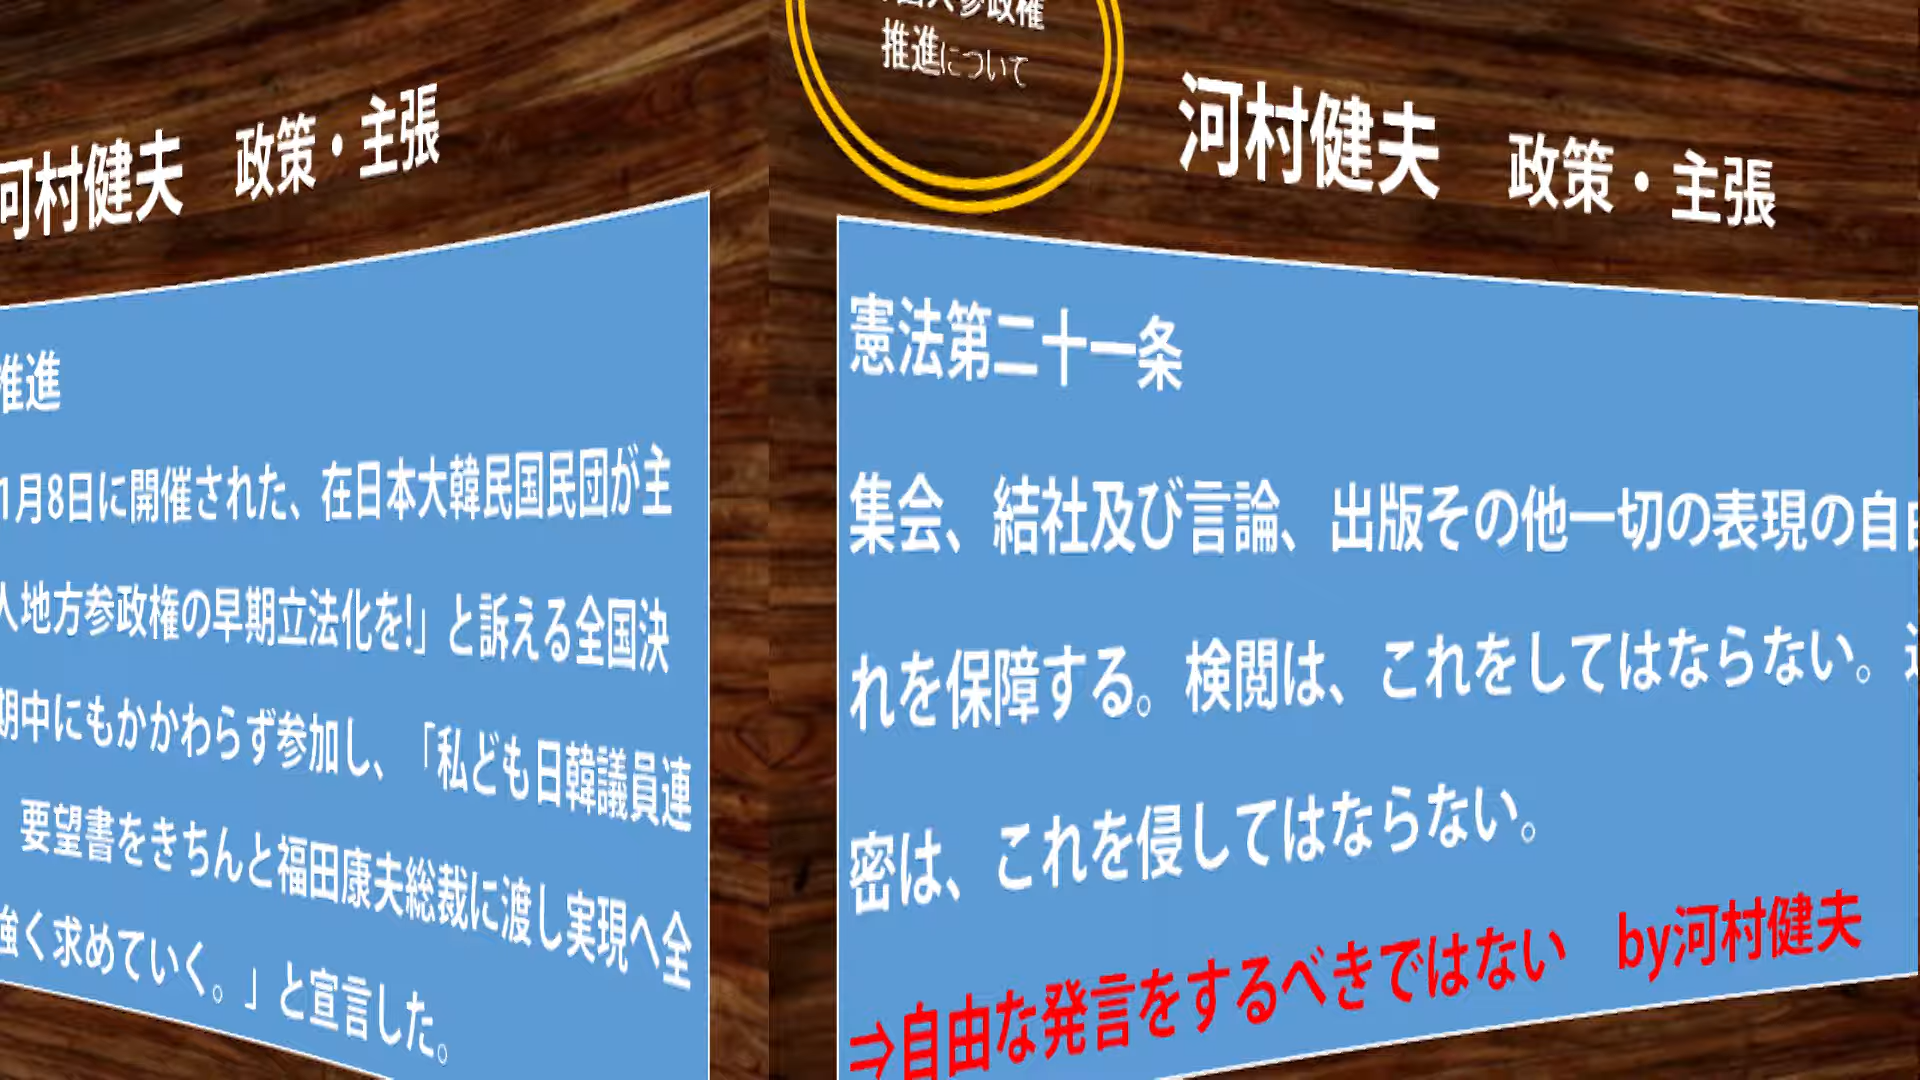 河村健夫 政策・主張
推進
1月8日に開催された、在日本大韓民国民団が主
人地方参政権の早期立法化を!」と訴える全国決
期中にもかかわらず参加し、「私ども日韓議員連
要望書をきちんと福田康夫総裁に渡し実現へ全
強く求めていく。」と宣言した。
人参政権
推進について
河村健夫 政策・主張
憲法第二十一条
集会、結社及び言論、出版その他一切の表現の自由
れを保障する。検閲は、これをしてはならない。
密は、これを侵してはならない。
⇒自由な発言をするべきではない by河村健夫